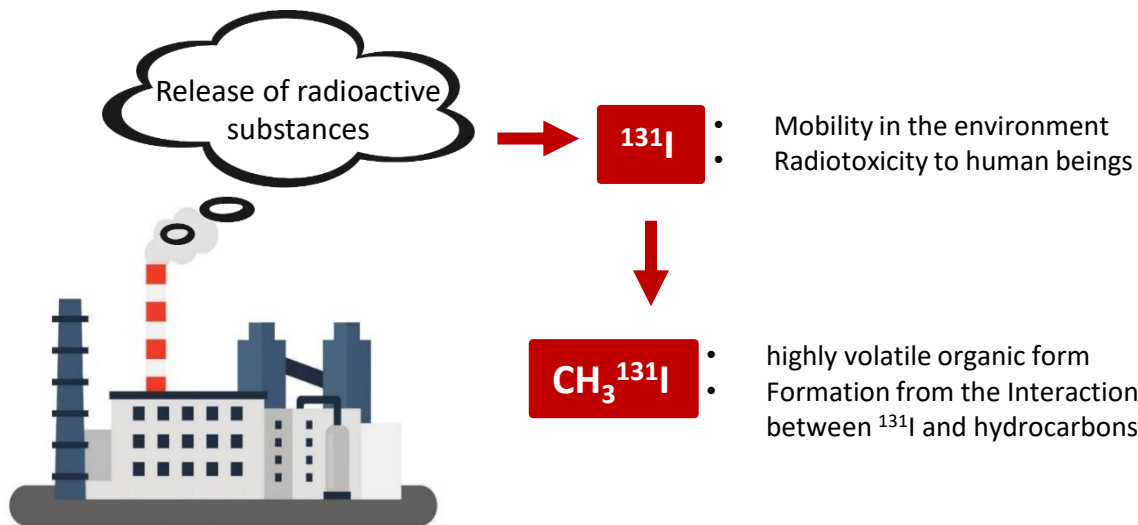 Release of radioactive
substances
¹³¹I
• Mobility in the environment
• Radiotoxicity to human beings
CH₃¹³¹I
• highly volatile organic form
• Formation from the Interaction
between ¹³¹I and hydrocarbons